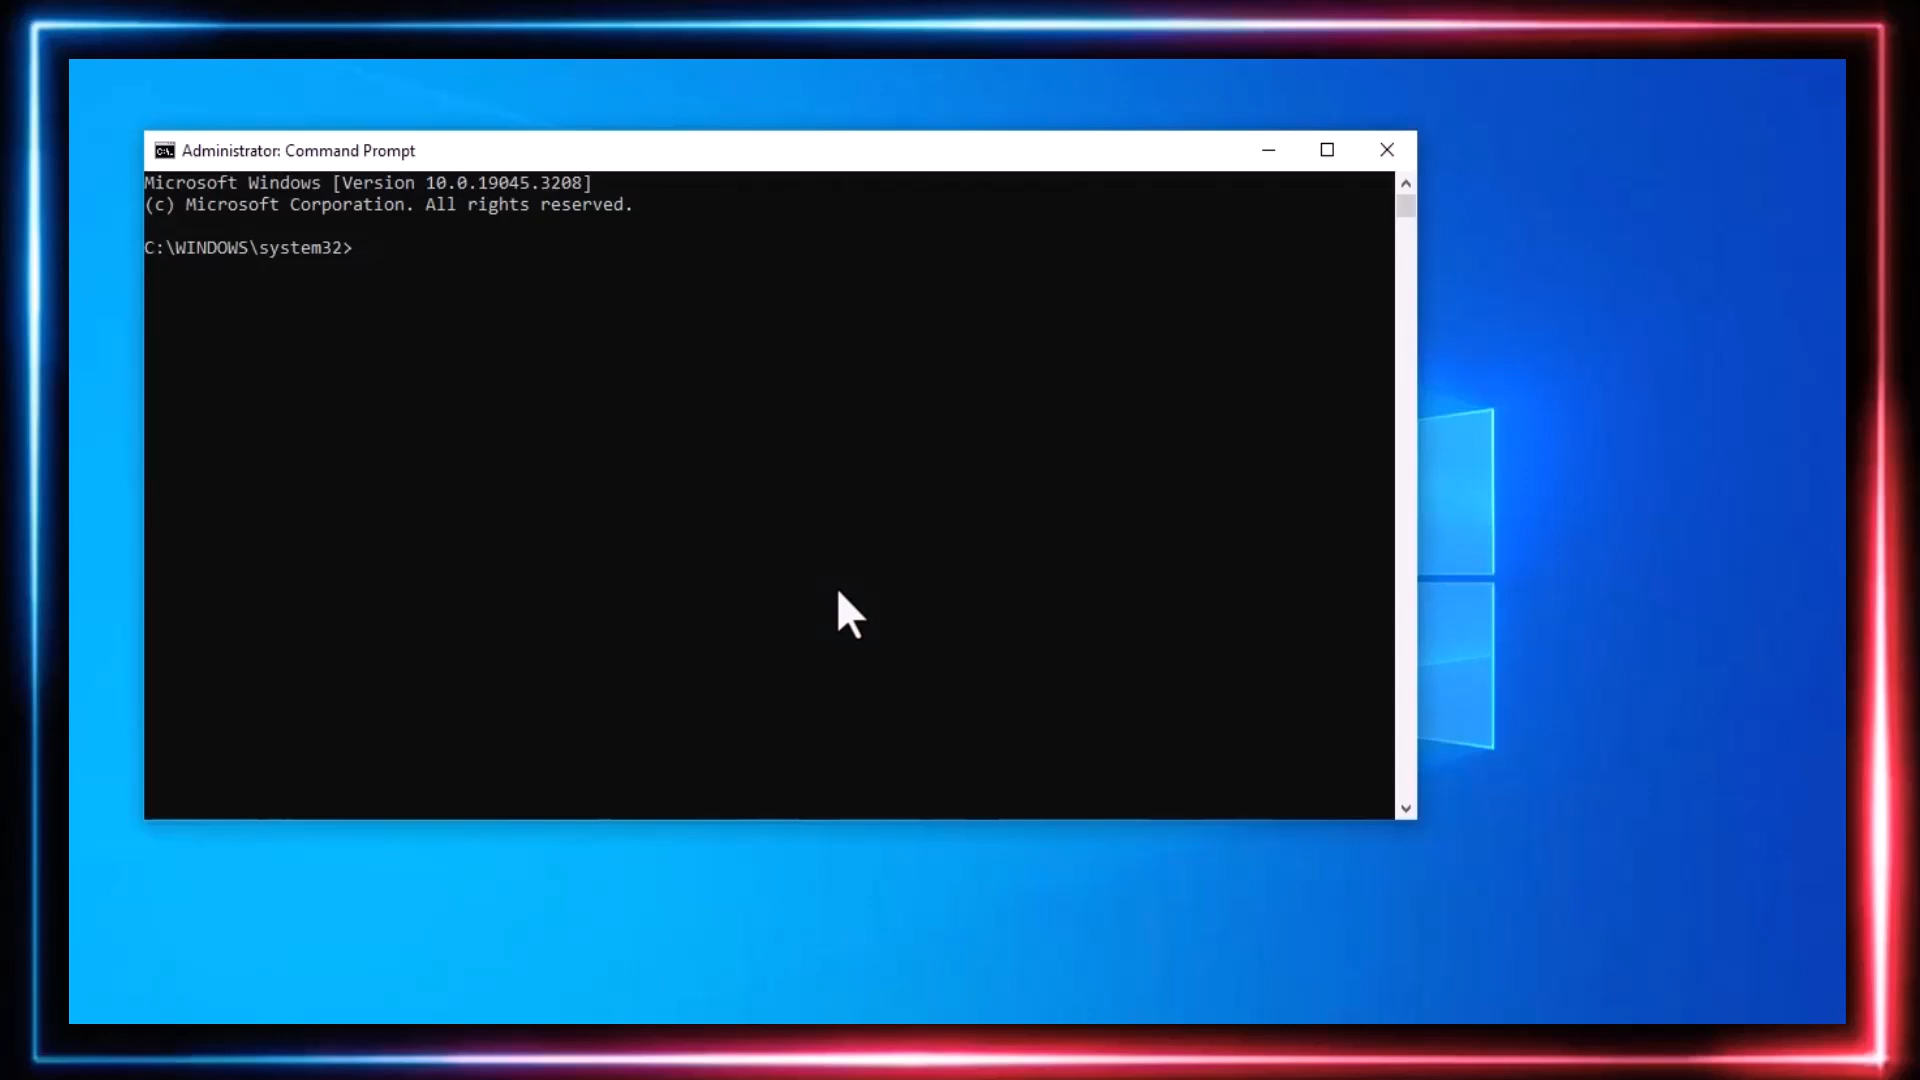 Administrator: Command Prompt
Microsoft Windows [Version 10.0.19045.3208]
(c) Microsoft Corporation. All rights reserved.
C:\WINDOWS\system32>